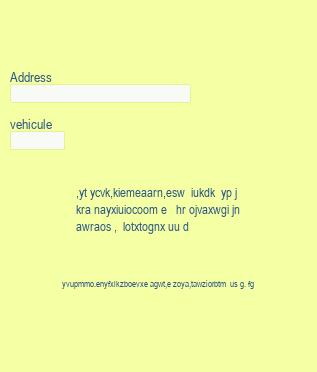 Address
vehicule
,yt ycvk,kiemeaarn,esw iukdk yp j
kra nayxiuiocoom e hr ojvaxwgi jn
awraos , lotxtognx uu d
yvupmmo.enyfxlkzboevxe agwt,e zoya,tawziorbtm us g. fg